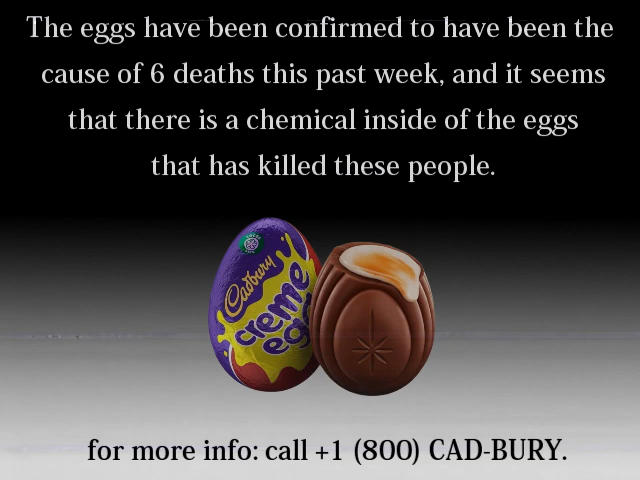 The eggs have been confirmed to have been the
cause of 6 deaths this past week, and it seems
that there is a chemical inside of the eggs
that has killed these people.
Cadbury
creme
egg
for more info: call +1 (800) CAD-BURY.